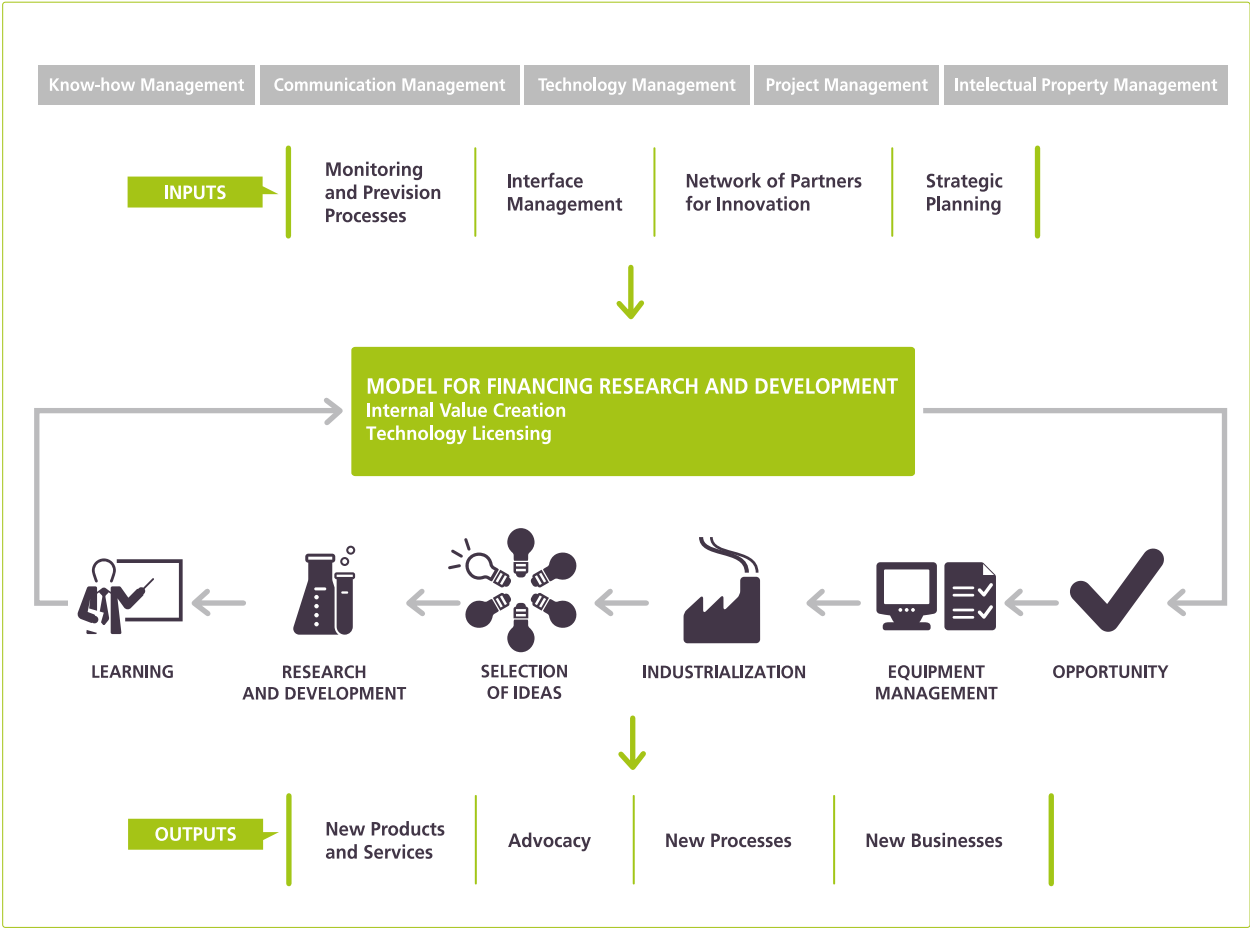 Know-how Management
Communication Management
Technology Management
Project Management
Intelectual Property Management
INPUTS
Monitoring
and Prevision
Processes
Interface
Management
Network of Partners
for Innovation
Strategic
Planning
MODEL FOR FINANCING RESEARCH AND DEVELOPMENT
Internal Value Creation
Technology Licensing
LEARNING
RESEARCH
AND DEVELOPMENT
SELECTION
OF IDEAS
INDUSTRIALIZATION
EQUIPMENT
MANAGEMENT
OPPORTUNITY
OUTPUTS
New Products
and Services
Advocacy
New Processes
New Businesses